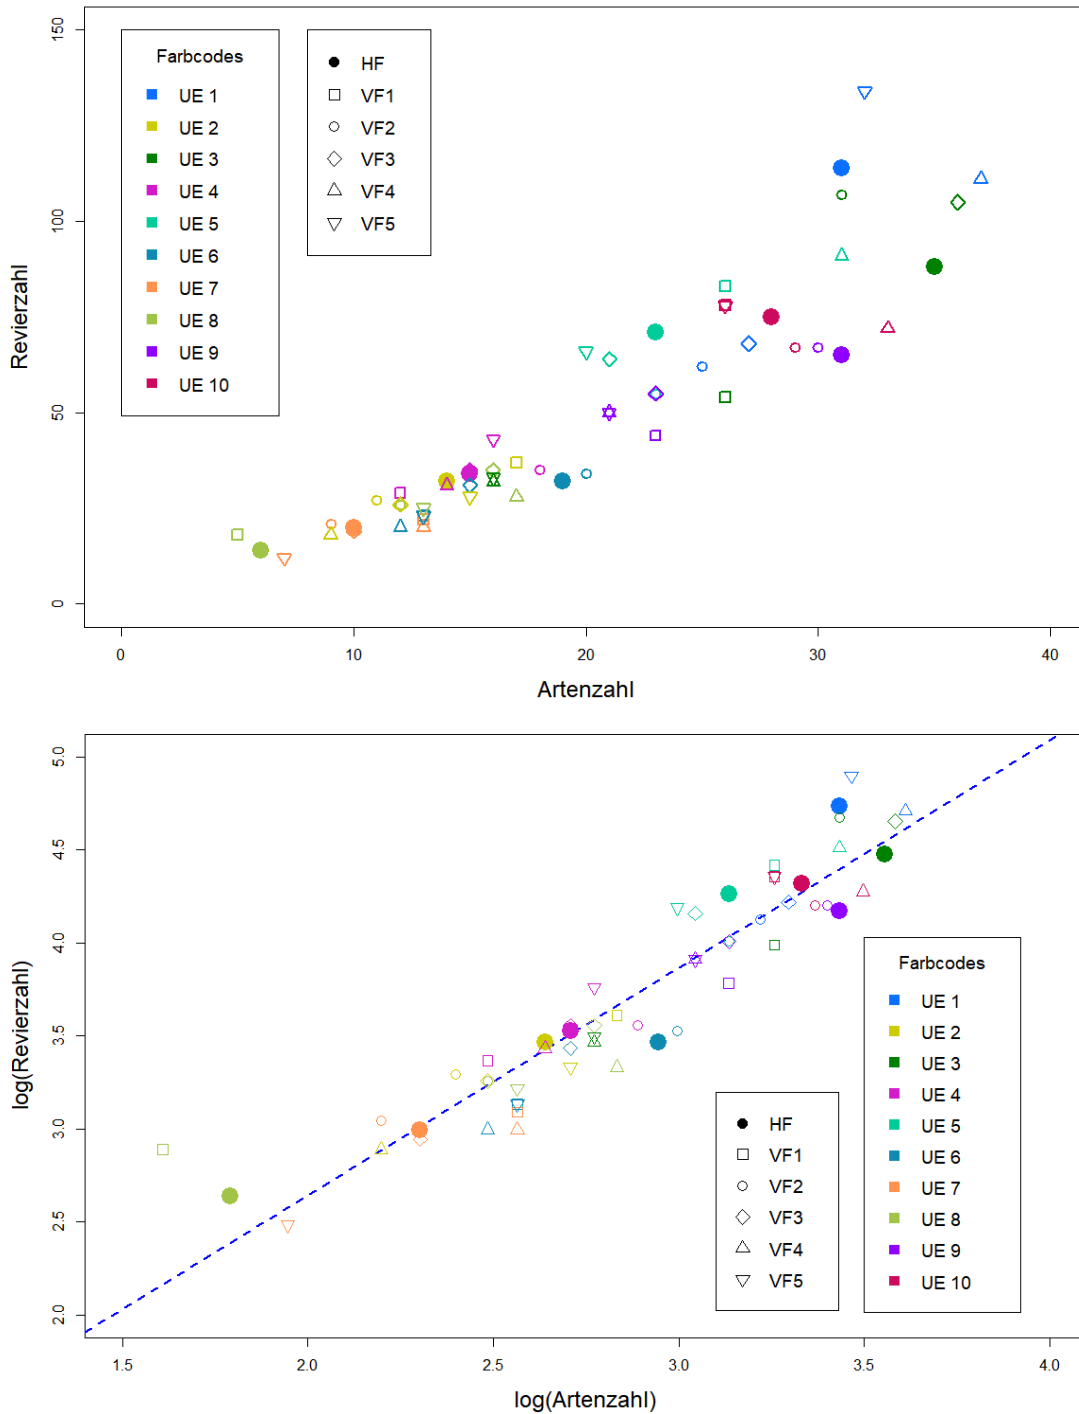 150
100
50
0
Revierzahl
Farbcodes
UE 1
UE 2
UE 3
UE 4
UE 5
UE 6
UE 7
UE 8
UE 9
UE 10
HF
VF1
VF2
VF3
VF4
VF5
0 10 20 30 40
Artenzahl
5.0
4.5
4.0
3.5
3.0
2.5
2.0
log(Revierzahl)
HF
VF1
VF2
VF3
VF4
VF5
Farbcodes
UE 1
UE 2
UE 3
UE 4
UE 5
UE 6
UE 7
UE 8
UE 9
UE 10
1.5 2.0 2.5 3.0 3.5 4.0
log(Artenzahl)